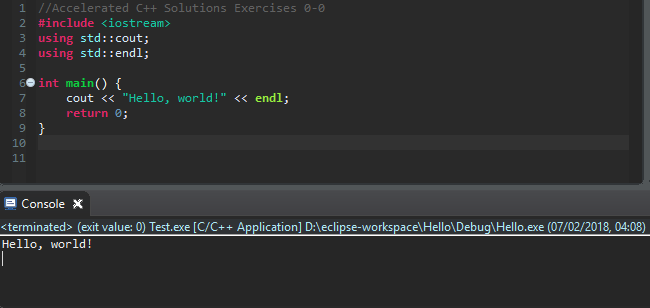 1 //Accelerated C++ Solutions Exercises 0-0
2 #include <iostream>
3 using std::cout;
4 using std::endl;
5
6 int main() {
7 cout << "Hello, world!" << endl;
8 return 0;
9 }
10
11
Console
<terminated> (exit value: 0) Test.exe [C/C++ Application] D:\eclipse-workspace\Hello\Debug\Hello.exe (07/02/2018, 04:08)
Hello, world!